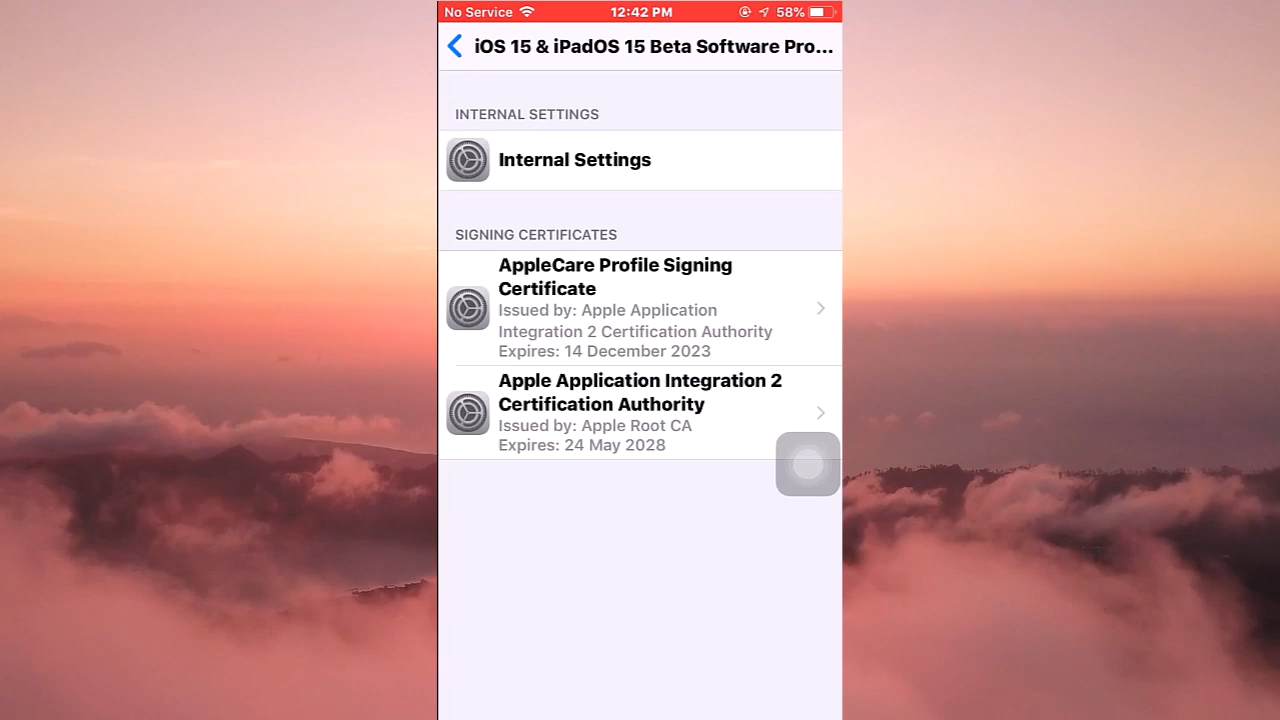 No Service 12:42 PM 58%
iOS 15 & iPadOS 15 Beta Software Pro...
INTERNAL SETTINGS
Internal Settings
SIGNING CERTIFICATES
AppleCare Profile Signing
Certificate
Issued by: Apple Application
Integration 2 Certification Authority
Expires: 14 December 2023
Apple Application Integration 2
Certification Authority
Issued by: Apple Root CA
Expires: 24 May 2028